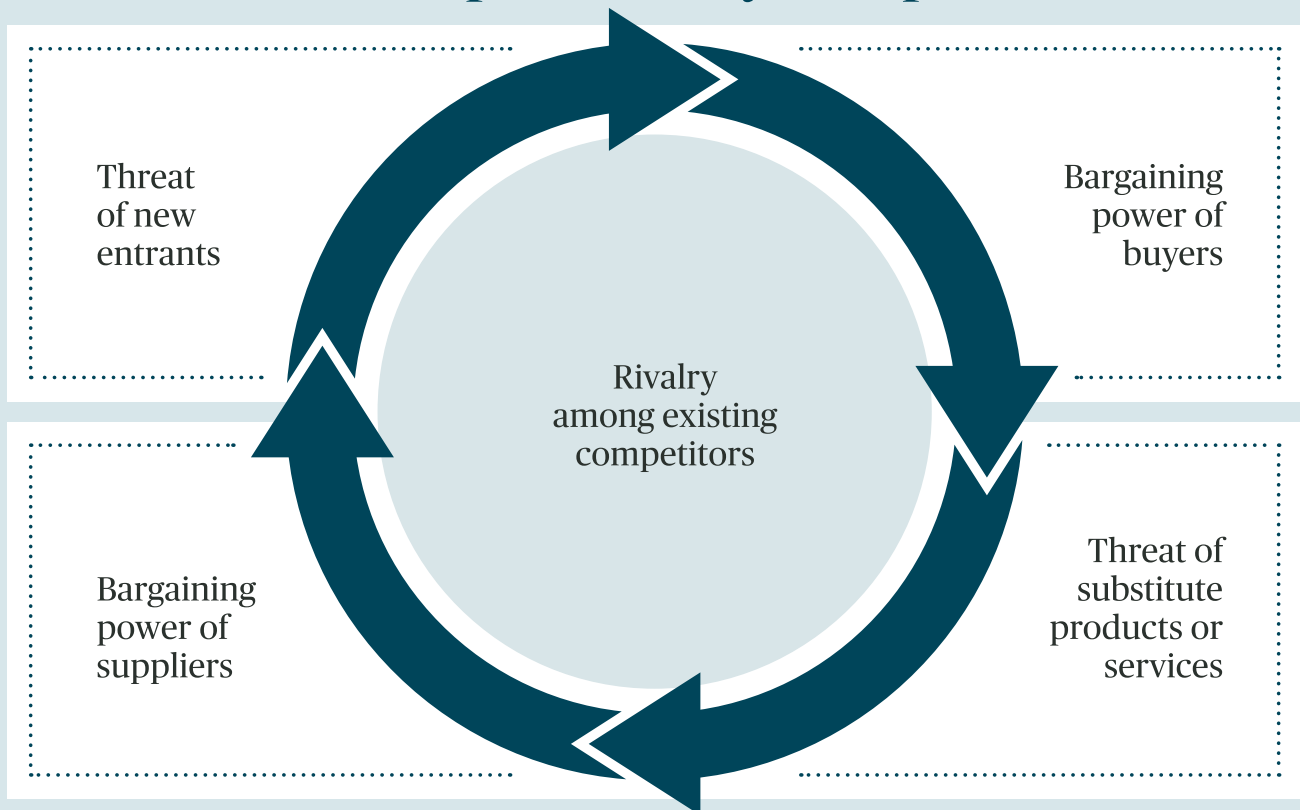 Threat
of new
entrants
Bargaining
power of
buyers
Rivalry
among existing
competitors
Bargaining
power of
suppliers
Threat of
substitute
products or
services